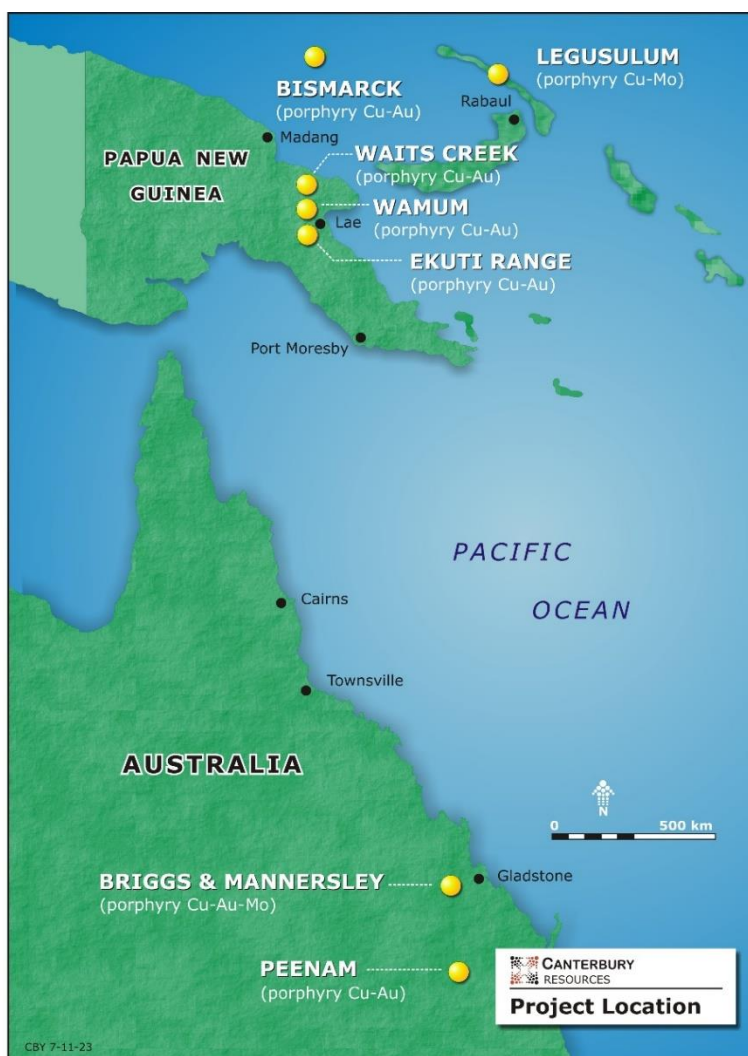 LEGUSULUM
(porphyry Cu-Mo)
BISMARCK
(porphyry Cu-Au)
Rabaul
Madang
PAPUA NEW
GUINEA
WAITS CREEK
(porphyry Cu-Au)
WAMUM
(porphyry Cu-Au)
Lae
EKUTI RANGE
(porphyry Cu-Au)
Port Moresby
PACIFIC
OCEAN
Cairns
Townsville
AUSTRALIA
N
0 500 km
BRIGGS & MANNERSLEY
(porphyry Cu-Au-Mo)
Gladstone
PEENAM
(porphyry Cu-Au)
CANTERBURY
RESOURCES
Project Location
CBY 7-11-23